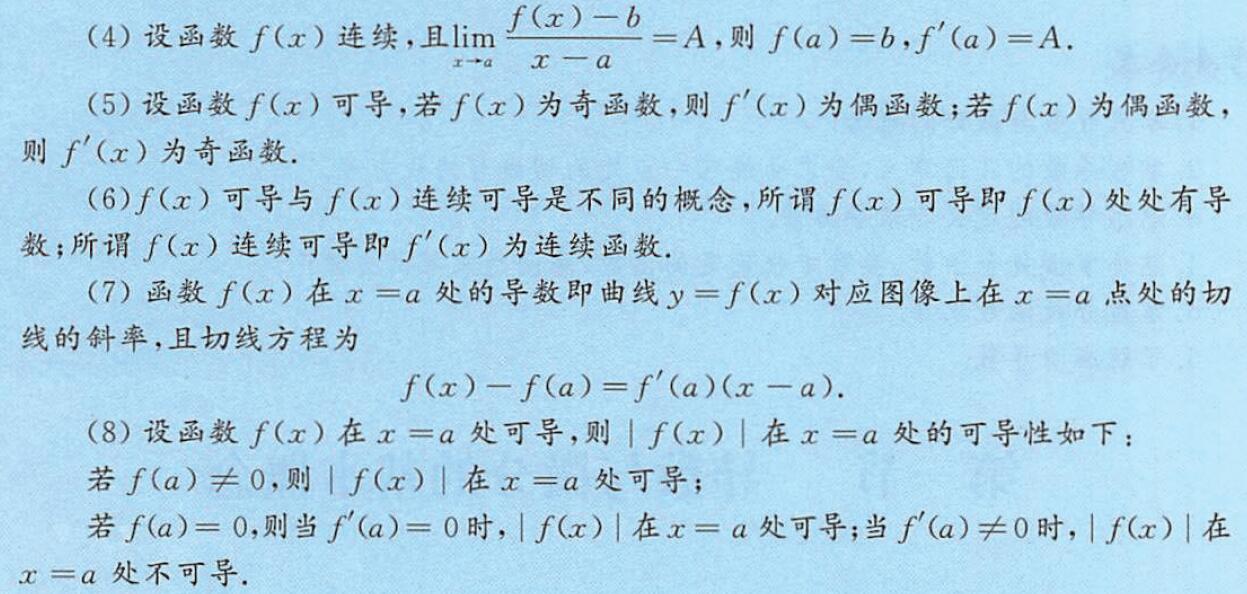 (4) 设函数 f(x) 连续,且lim_{x→a} \frac{f(x)-b}{x-a}=A,则 f(a)=b,f′(a)=A.
(5) 设函数 f(x) 可导,若 f(x) 为奇函数,则 f′(x) 为偶函数;若 f(x) 为偶函数,
则 f′(x) 为奇函数.
(6)f(x) 可导与 f(x) 连续可导是不同的概念,所谓 f(x) 可导即 f(x) 处处有导
数;所谓 f(x) 连续可导即 f′(x) 为连续函数.
(7) 函数 f(x) 在 x=a 处的导数即曲线 y=f(x) 对应图像上在 x=a 点处的切
线的斜率,且切线方程为
f(x)-f(a)=f′(a)(x-a).
(8) 设函数 f(x) 在 x=a 处可导,则 |f(x)| 在 x=a 处的可导性如下:
若 f(a)≠0,则 |f(x)| 在 x=a 处可导;
若 f(a)=0,则当 f′(a)=0时,|f(x)|在x=a 处可导;当 f′(a)≠0时,|f(x)|在
x=a 处不可导.